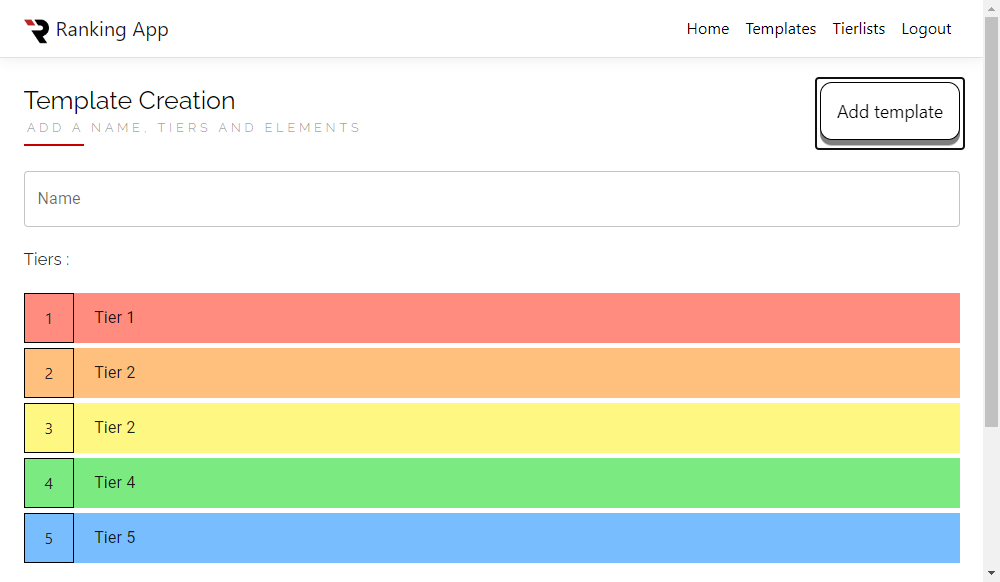 Ranking App
Home Templates Tierlists Logout
Template Creation
ADD A NAME, TIERS AND ELEMENTS
Add template
Name
Tiers :
1 Tier 1
2 Tier 2
3 Tier 2
4 Tier 4
5 Tier 5